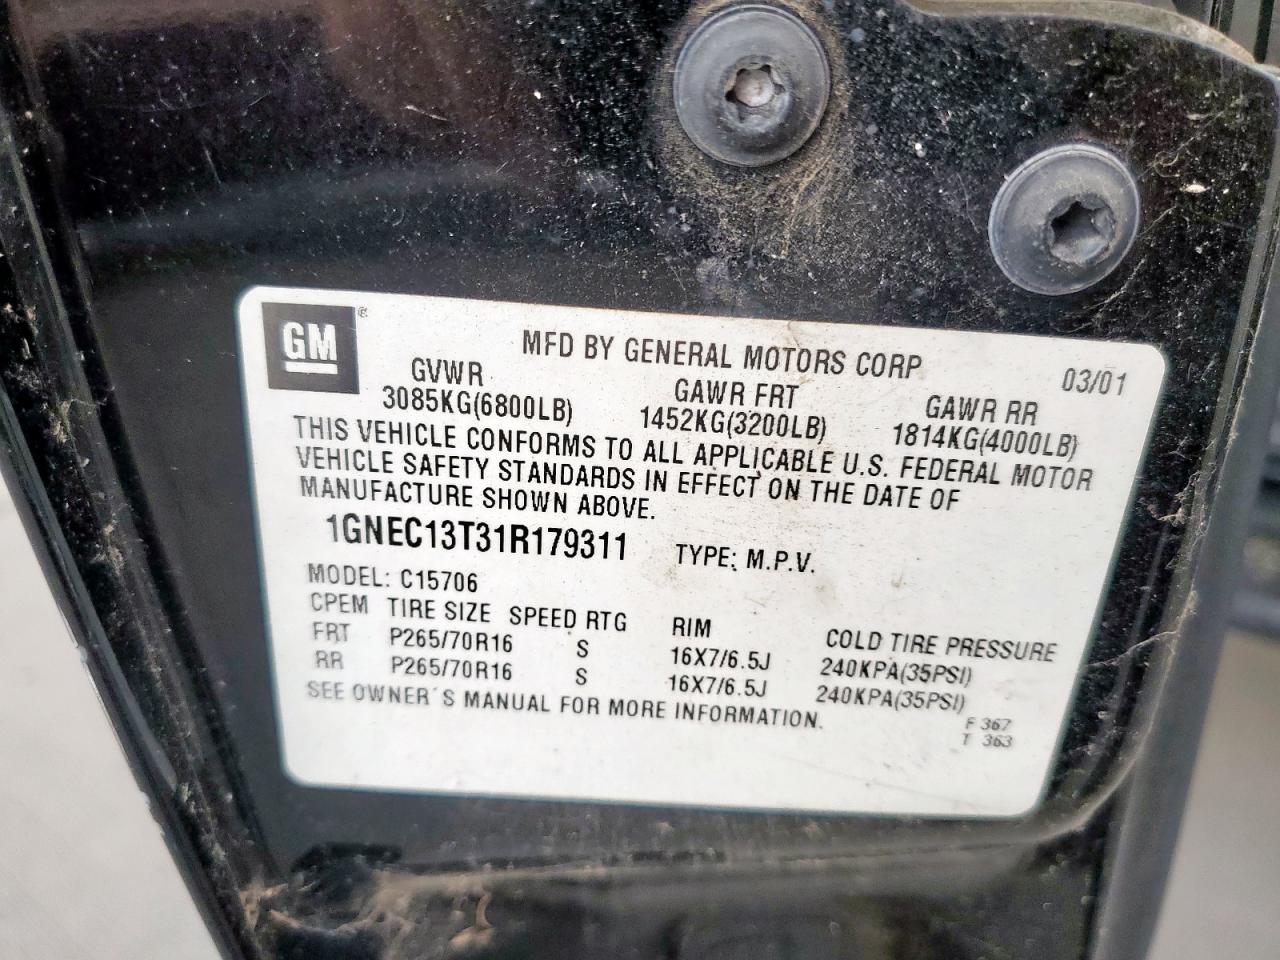 GM®
MFD BY GENERAL MOTORS CORP 03/01
GVWR GAWR FRT GAWR RR
3085KG(6800LB) 1452KG(3200LB) 1814KG(4000LB)
THIS VEHICLE CONFORMS TO ALL APPLICABLE U.S. FEDERAL MOTOR
VEHICLE SAFETY STANDARDS IN EFFECT ON THE DATE OF
MANUFACTURE SHOWN ABOVE.
1GNEC13T31R179311 TYPE: M.P.V.
MODEL: C15706
CPEM TIRE SIZE SPEED RTG RIM COLD TIRE PRESSURE
FRT P265/70R16 S 16X7/6.5J 240KPA(35PSI)
RR P265/70R16 S 16X7/6.5J 240KPA(35PSI)
SEE OWNER'S MANUAL FOR MORE INFORMATION.
F 367
T 363